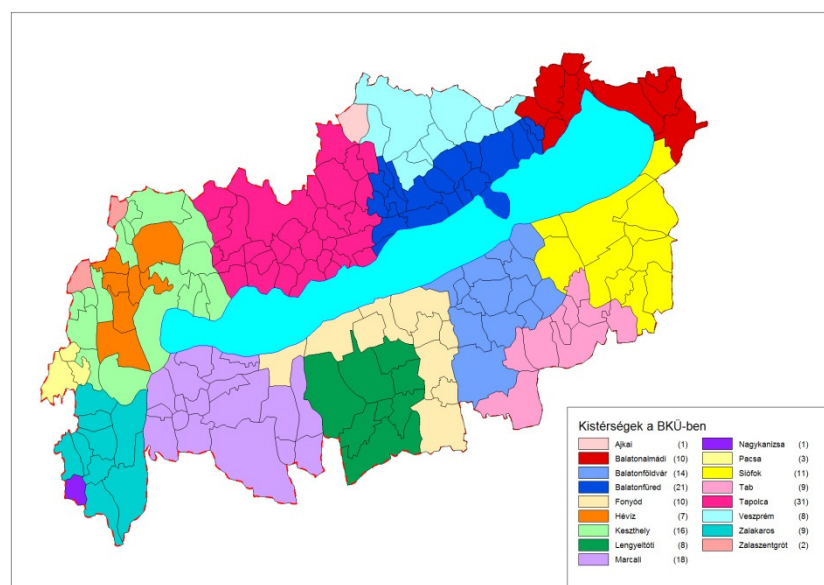 Kistérségek a BKÜ-ben
Ajkai (1)
Balatonalmádi (10)
Balatonföldvár (14)
Balatonfüred (21)
Fonyód (10)
Hévíz (7)
Keszthely (16)
Lengyeltóti (8)
Marcali (18)
Nagykanizsa (1)
Pacsa (3)
Siófok (11)
Tab (9)
Tapolca (31)
Veszprém (8)
Zalakaros (9)
Zalaszentgrót (2)